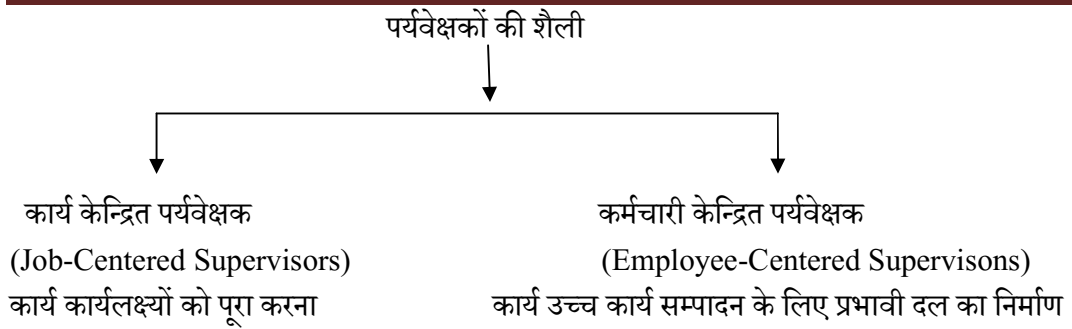 पर्यवेक्षकों की शैली
कार्य केन्द्रित पर्यवेक्षक
(Job-Centered Supervisors)
कार्य कार्यलक्ष्यों को पूरा करना
कर्मचारी केन्द्रित पर्यवेक्षक
(Employee-Centered Supervisons)
कार्य उच्च कार्य सम्पादन के लिए प्रभावी दल का निर्माण